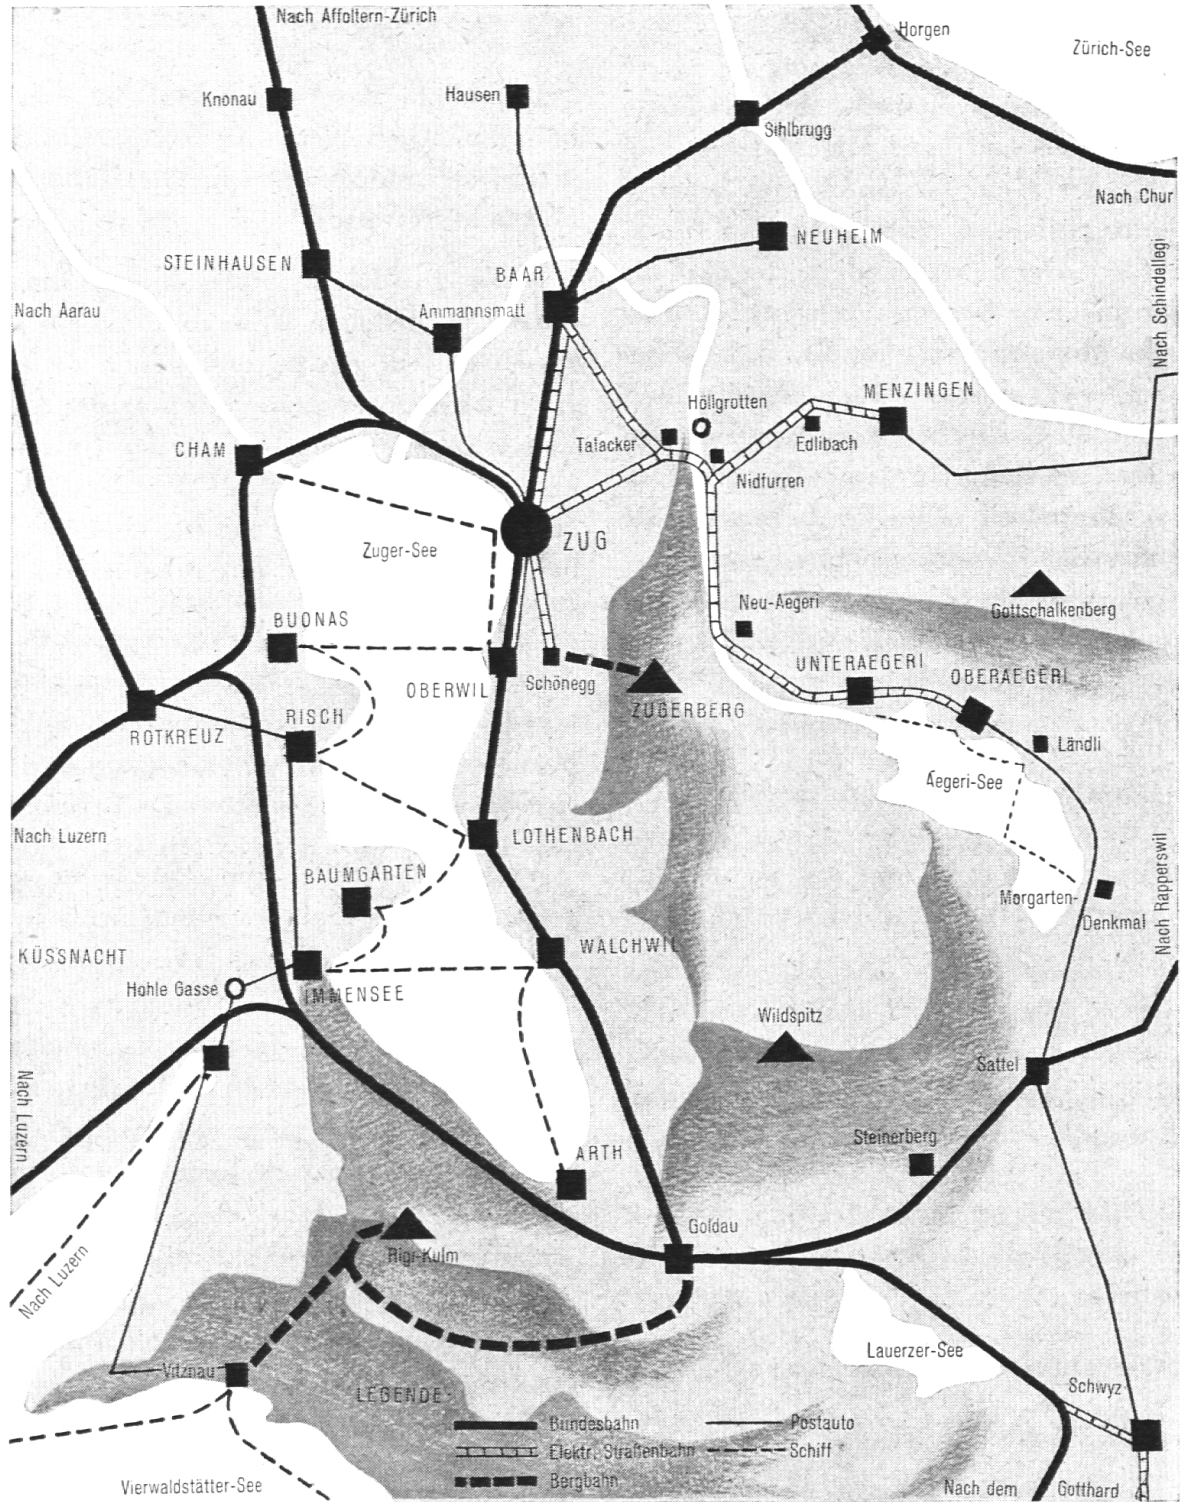 Nach Affoltern-Zürich
Horgen
Zürich-See
Knonau
Hausen
Sihlbrugg
Nach Chur
NEUHEIM
STEINHAUSEN
BAAR
Nach Aarau
Ammannsmatt
Nach Schindellegi
MENZINGEN
Höllgrotten
CHAM
Talacker
Edlibach
Nidfurren
ZUG
Zuger-See
Neu-Aegeri
Gottschalkenberg
BUONAS
UNTERAEGERI
OBERAEGERI
OBERWIL
Schönegg
ZUGERBERG
RISCH
ROTKREUZ
Ländli
Aegeri-See
Nach Luzern
LOTHENBACH
BAUMGARTEN
Morgarten-
Denkmal
Nach Rapperswil
KÜSSNACHT
WALCHWIL
Hohle Gasse
IMMENSEE
Wildspitz
Sattel
Nach Luzern
Steinerberg
ARTH
Goldau
Rigi-Kulm
Nach Luzern
Lauerzer-See
Vitznau
Schwyz
LEGENDE:
Bundesbahn
Postauto
Elektr. Straßenbahn
Schiff
Bergbahn
Vierwaldstätter-See
Nach dem Gotthard